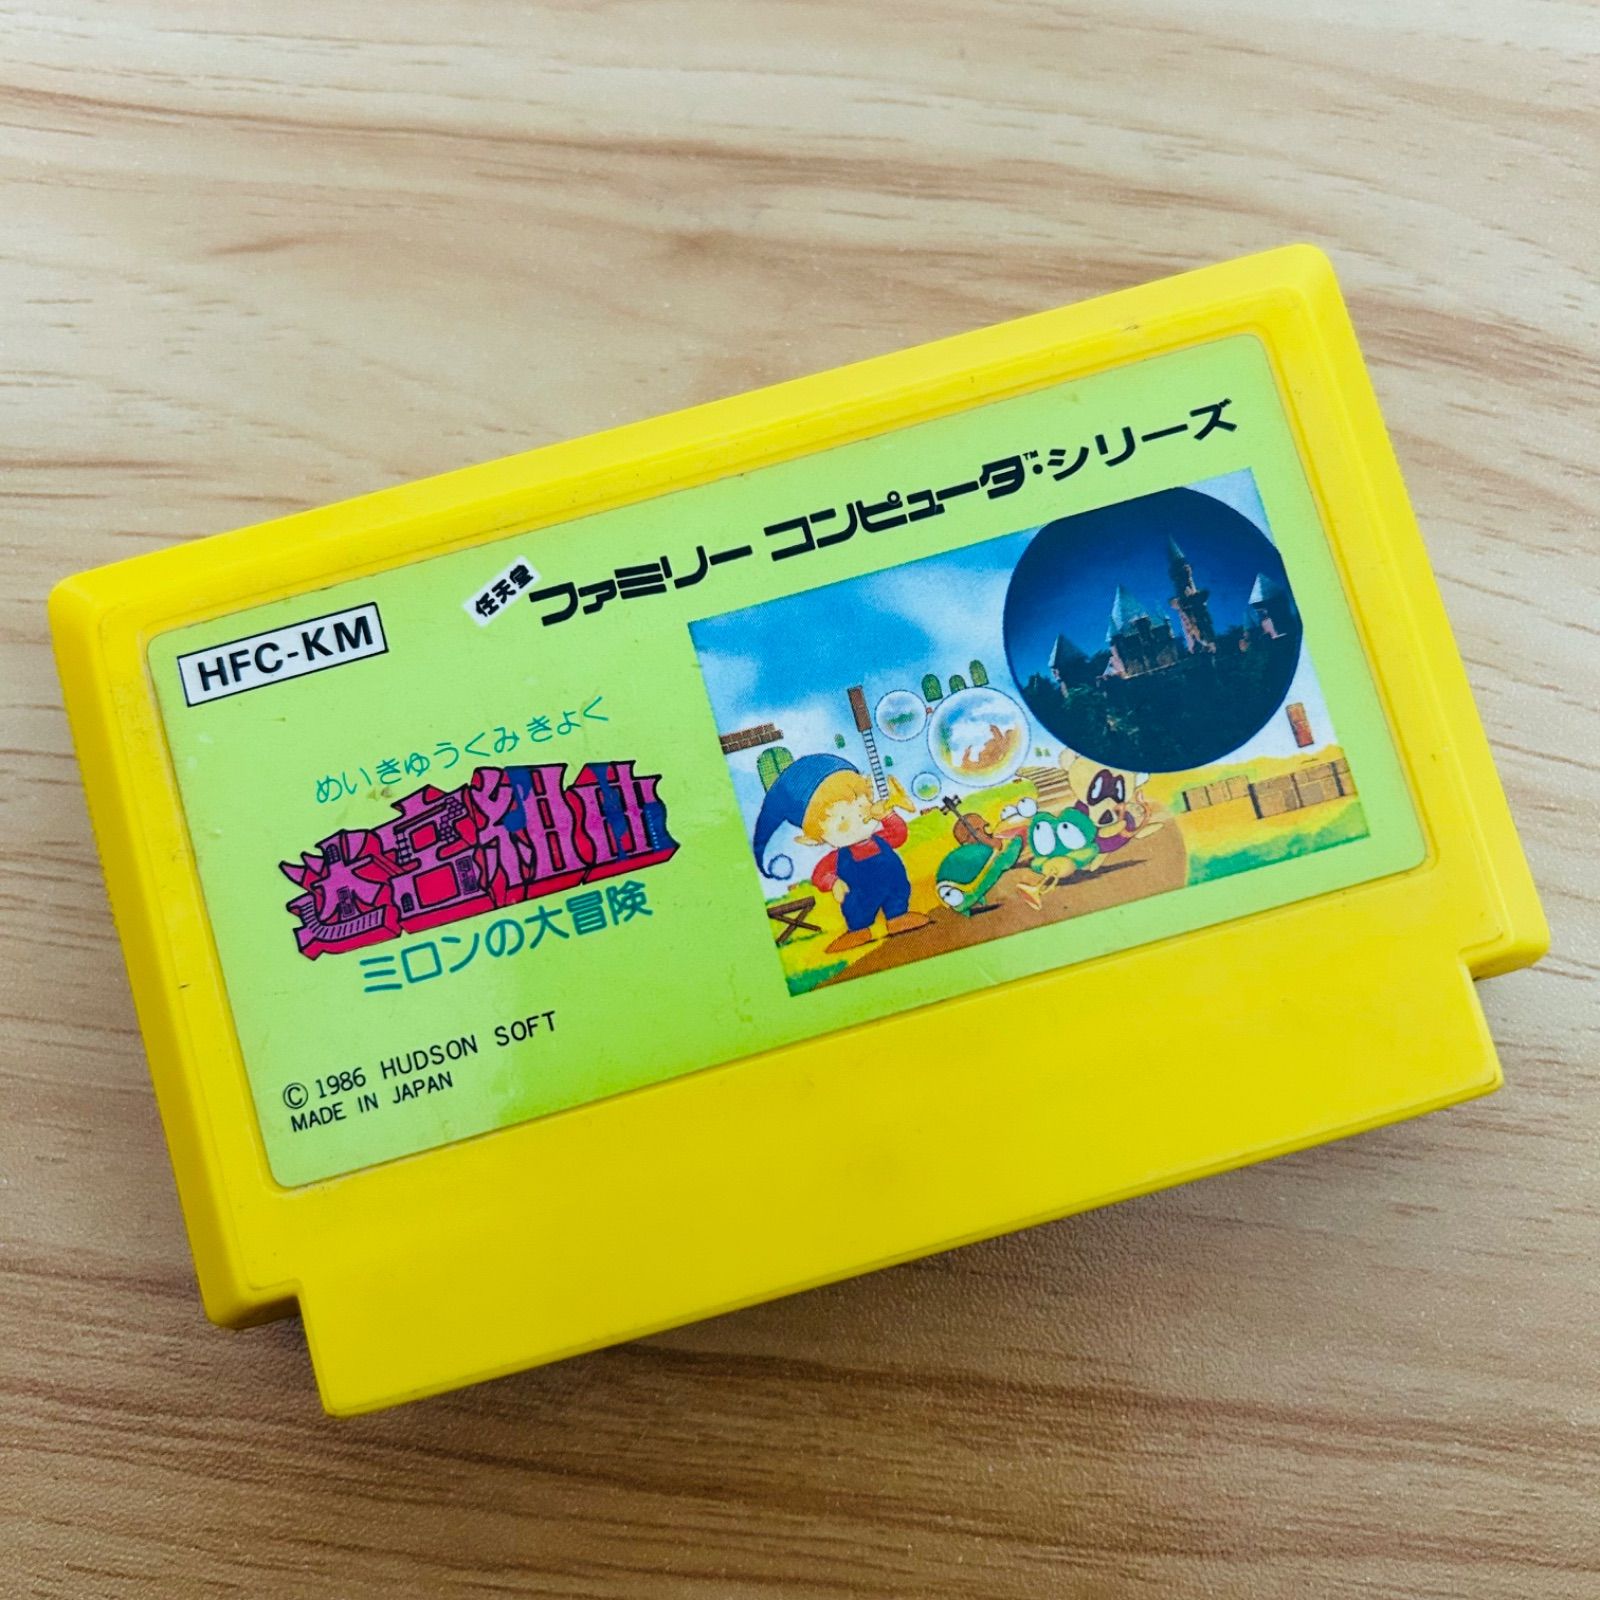 任天堂 ファミリー コンピュータ™・シリーズ
HFC-KM
めいきゅうくみきょく
迷宮組曲
ミロンの大冒険
© 1986 HUDSON SOFT
MADE IN JAPAN